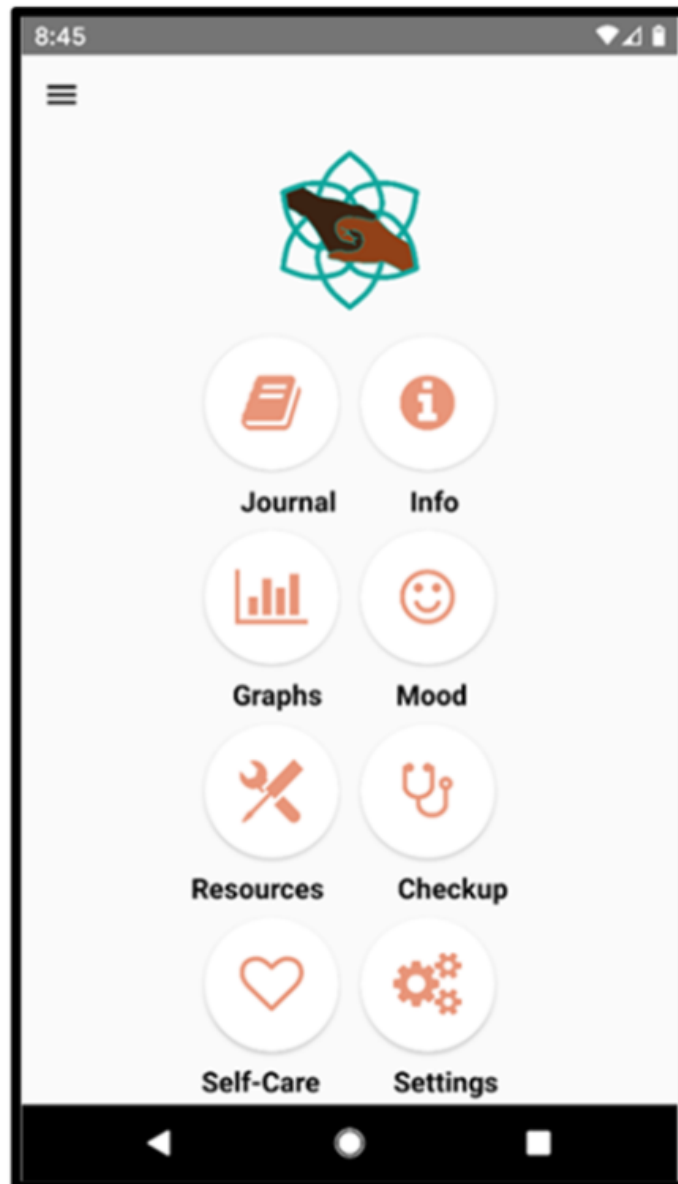 8:45
Journal Info
Graphs Mood
Resources Checkup
Self-Care Settings